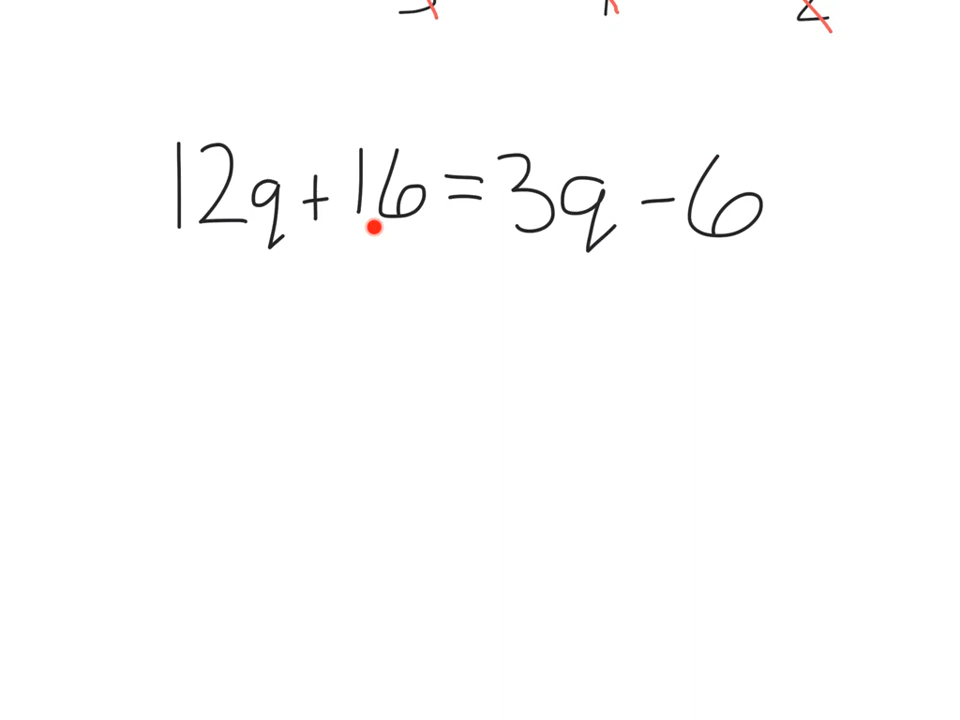 12q + 16 = 3q - 6